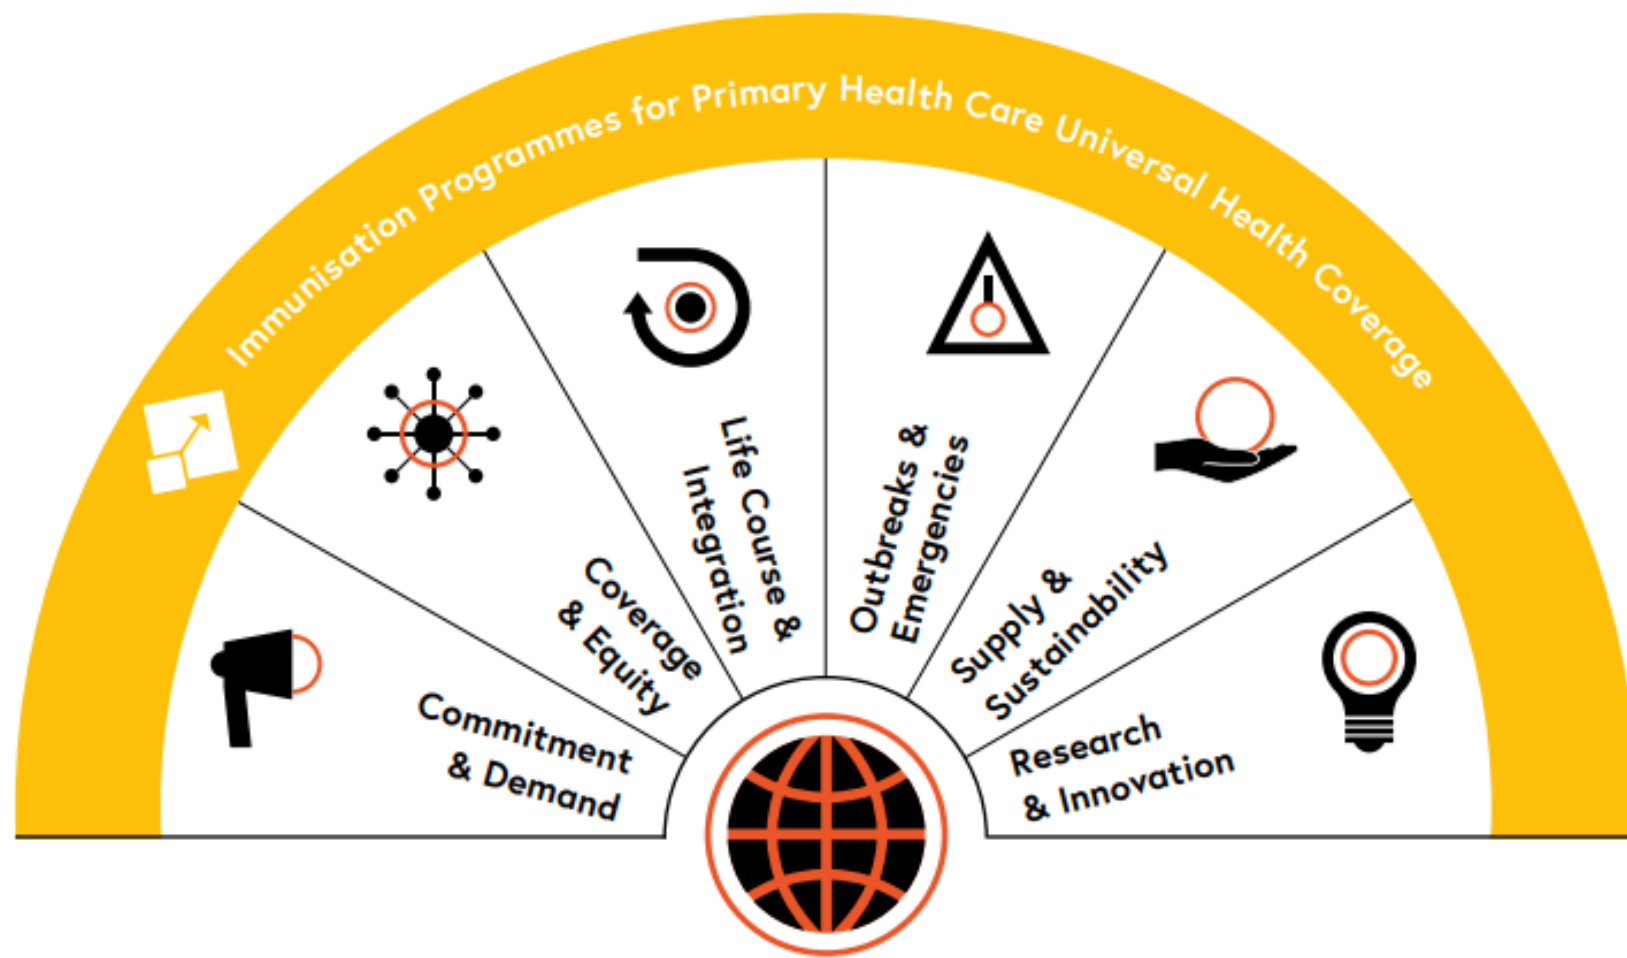 Immunisation Programmes for Primary Health Care Universal Health Coverage
Commitment
& Demand
Coverage
& Equity
Life Course &
Integration
Outbreaks &
Emergencies
Supply &
Sustainability
Research
& Innovation